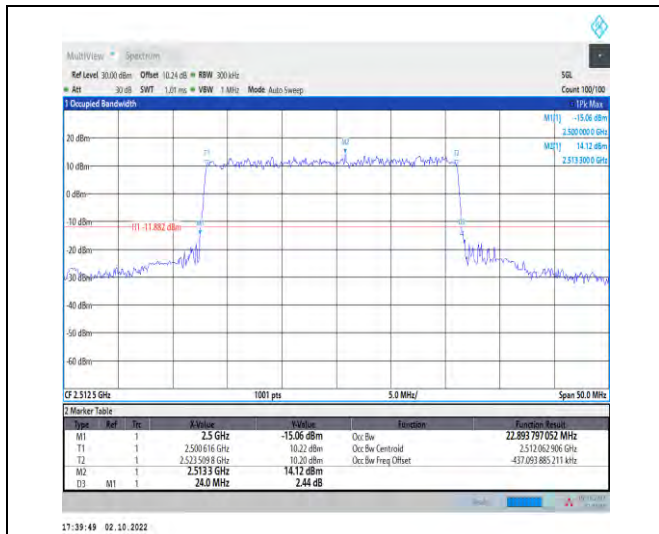 MultiView Spectrum
Ref Level 30.00 dBm Offset 10.24 dB RBW 300 kHz SGL
Att 30 dB SWT 1.01 ms VBW 1 MHz Mode Auto Sweep Count 100/100
1 Occupied Bandwidth 1Pk Max
M1[1] -15.06 dBm
2.500 000 0 GHz
M2[1] 14.12 dBm
2.513 300 0 GHz
20 dBm
T1 M2 T2
10 dBm
0 dBm
-10 dBm
H1 -11.882 dBm
M1
-20 dBm
-30 dBm
-40 dBm
-50 dBm
-60 dBm
CF 2.512 5 GHz 1001 pts 5.0 MHz/ Span 50.0 MHz
2 Marker Table
Type Ref Trc X-Value Y-Value Function Function Result
M1 1 2.5 GHz -15.06 dBm Occ Bw 22.893 797 052 MHz
T1 1 2.500 616 GHz 10.22 dBm Occ Bw Centroid 2.512 062 906 GHz
T2 1 2.523 509 8 GHz 10.20 dBm Occ Bw Freq Offset -437.093 885 211 kHz
M2 1 2.513 3 GHz 14.12 dBm
D3 M1 1 24.0 MHz 2.44 dB
17:39:49 02.10.2022